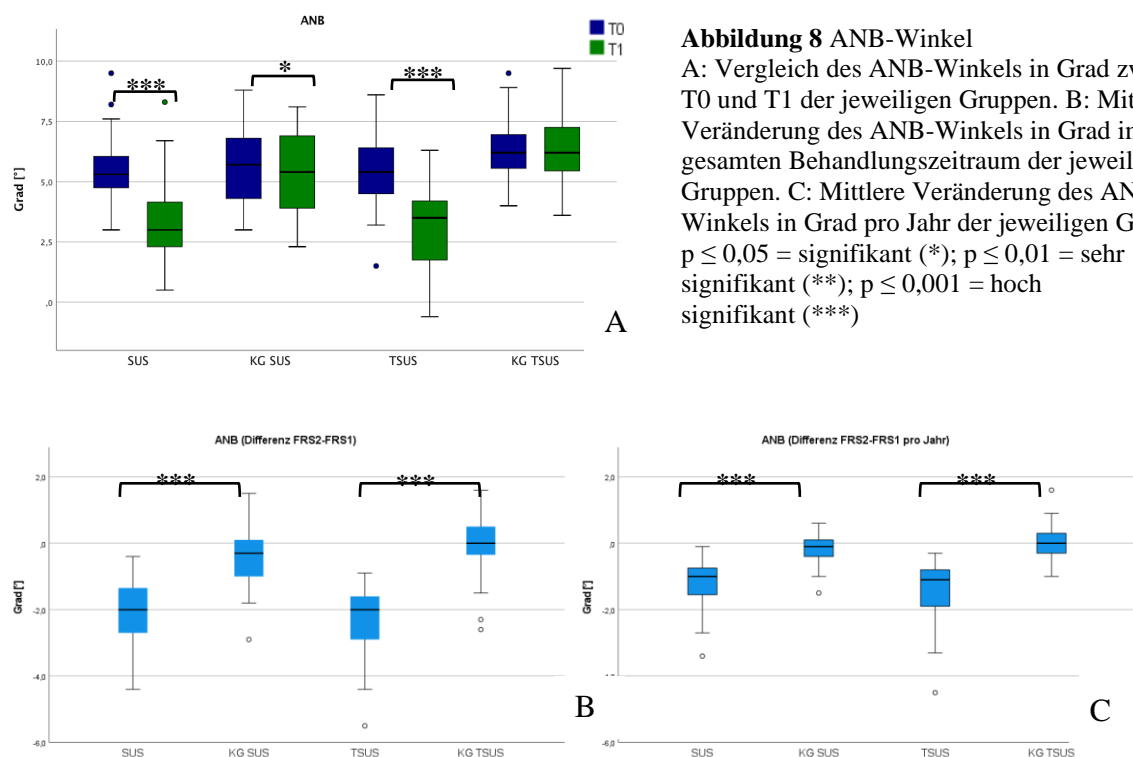 ANB
T0
T1
Abbildung 8 ANB-Winkel
A: Vergleich des ANB-Winkels in Grad zw
T0 und T1 der jeweiligen Gruppen. B: Mit
Veränderung des ANB-Winkels in Grad in
gesamten Behandlungszeitraum der jeweil
Gruppen. C: Mittlere Veränderung des AN
Winkels in Grad pro Jahr der jeweiligen G
p ≤ 0,05 = signifikant (*); p ≤ 0,01 = sehr
signifikant (**); p ≤ 0,001 = hoch
signifikant (***)
*** * ***
10,0
7,5
5,0
2,5
,0
Grad [°]
A
SUS KG SUS TSUS KG TSUS
ANB (Differenz FRS2-FRS1)
*** ***
2,0
,0
-2,0
-4,0
-6,0
Grad [°]
B
SUS KG SUS TSUS KG TSUS
ANB (Differenz FRS2-FRS1 pro Jahr)
*** ***
2,0
,0
-2,0
-4,0
-6,0
Grad [°]
C
SUS KG SUS TSUS KG TSUS